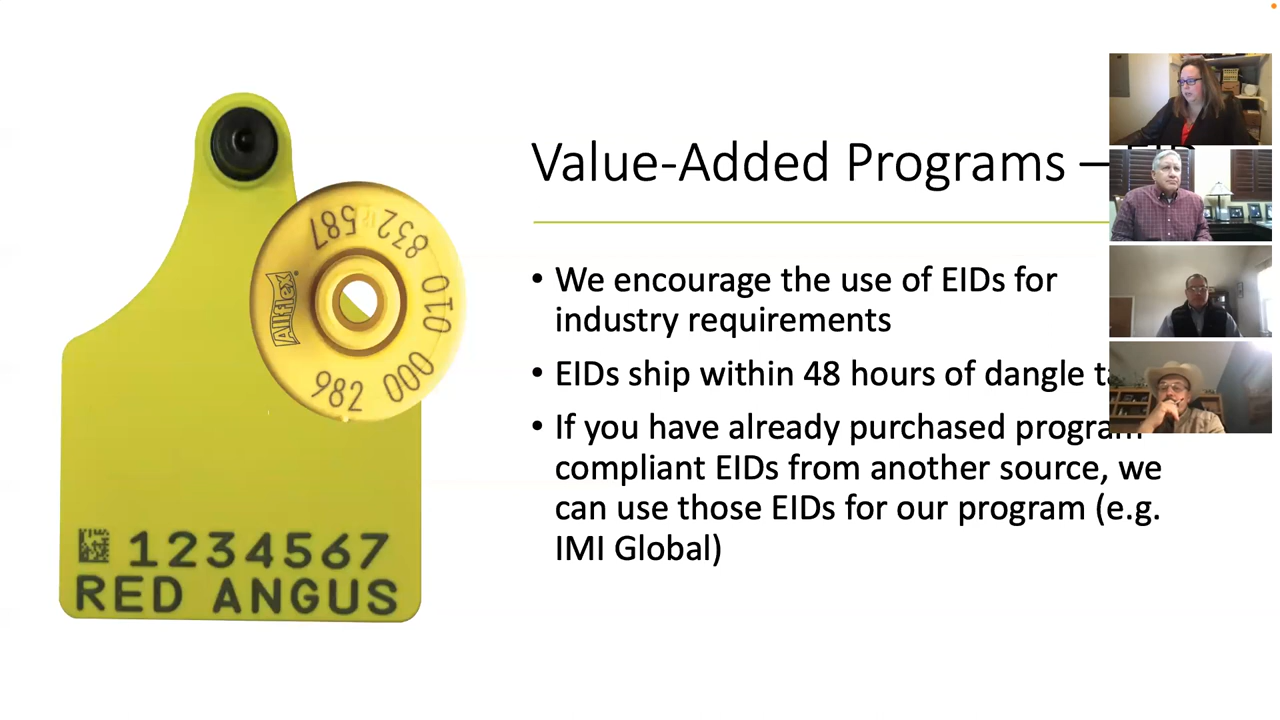 Value-Added Programs –
• We encourage the use of EIDs for
industry requirements
• EIDs ship within 48 hours of dangle
• If you have already purchased program
compliant EIDs from another source, we
can use those EIDs for our program (e.g.
IMI Global)
Allflex
982 000 010 832 587
1234567
RED ANGUS